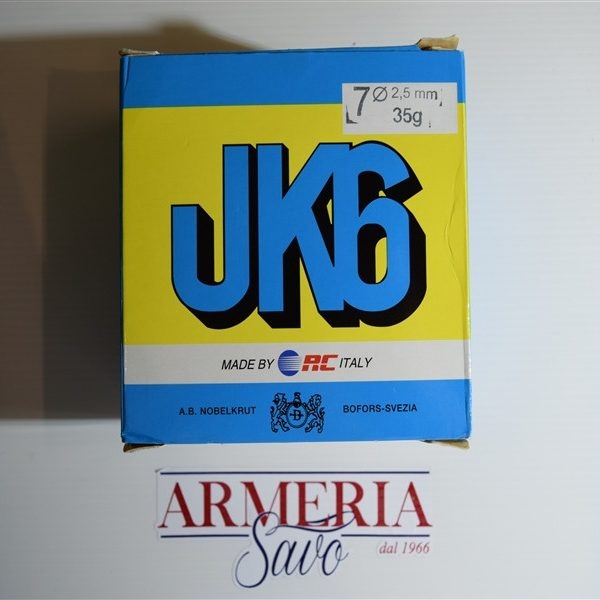 7 Ø 2,5 mm
35g
JK6
MADE BY RC ITALY
A.B. NOBELKRUT BOFORS-SVEZIA
ARMERIA
Savo dal 1966